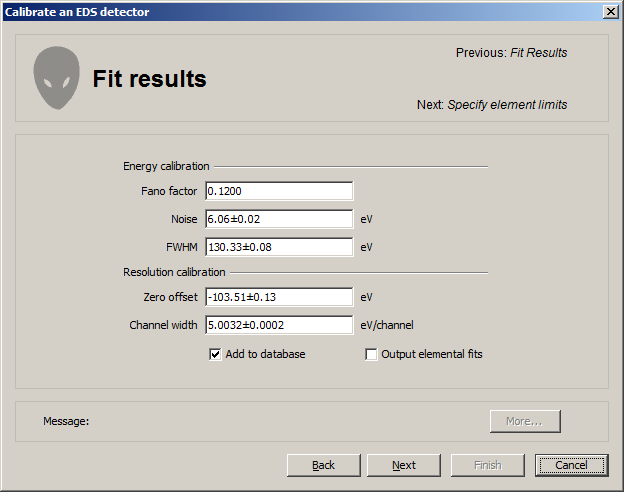 Calibrate an EDS detector
Fit results
Previous: Fit Results
Next: Specify element limits
Energy calibration
Fano factor 0.1200
Noise 6.06±0.02 eV
FWHM 130.33±0.08 eV
Resolution calibration
Zero offset -103.51±0.13 eV
Channel width 5.0032±0.0002 eV/channel
Add to database Output elemental fits
Message: More...
Back Next Finish Cancel